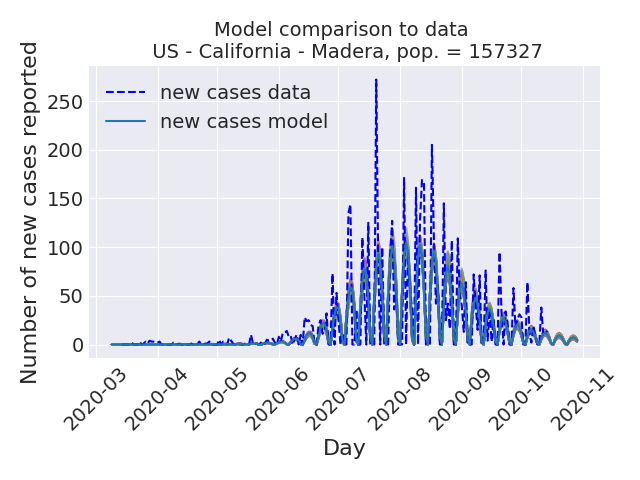 Model comparison to data
US - California - Madera, pop. = 157327
Number of new cases reported
250
200
150
100
50
0
new cases data
new cases model
2020-03
2020-04
2020-05
2020-06
2020-07
2020-08
2020-09
2020-10
2020-11
Day